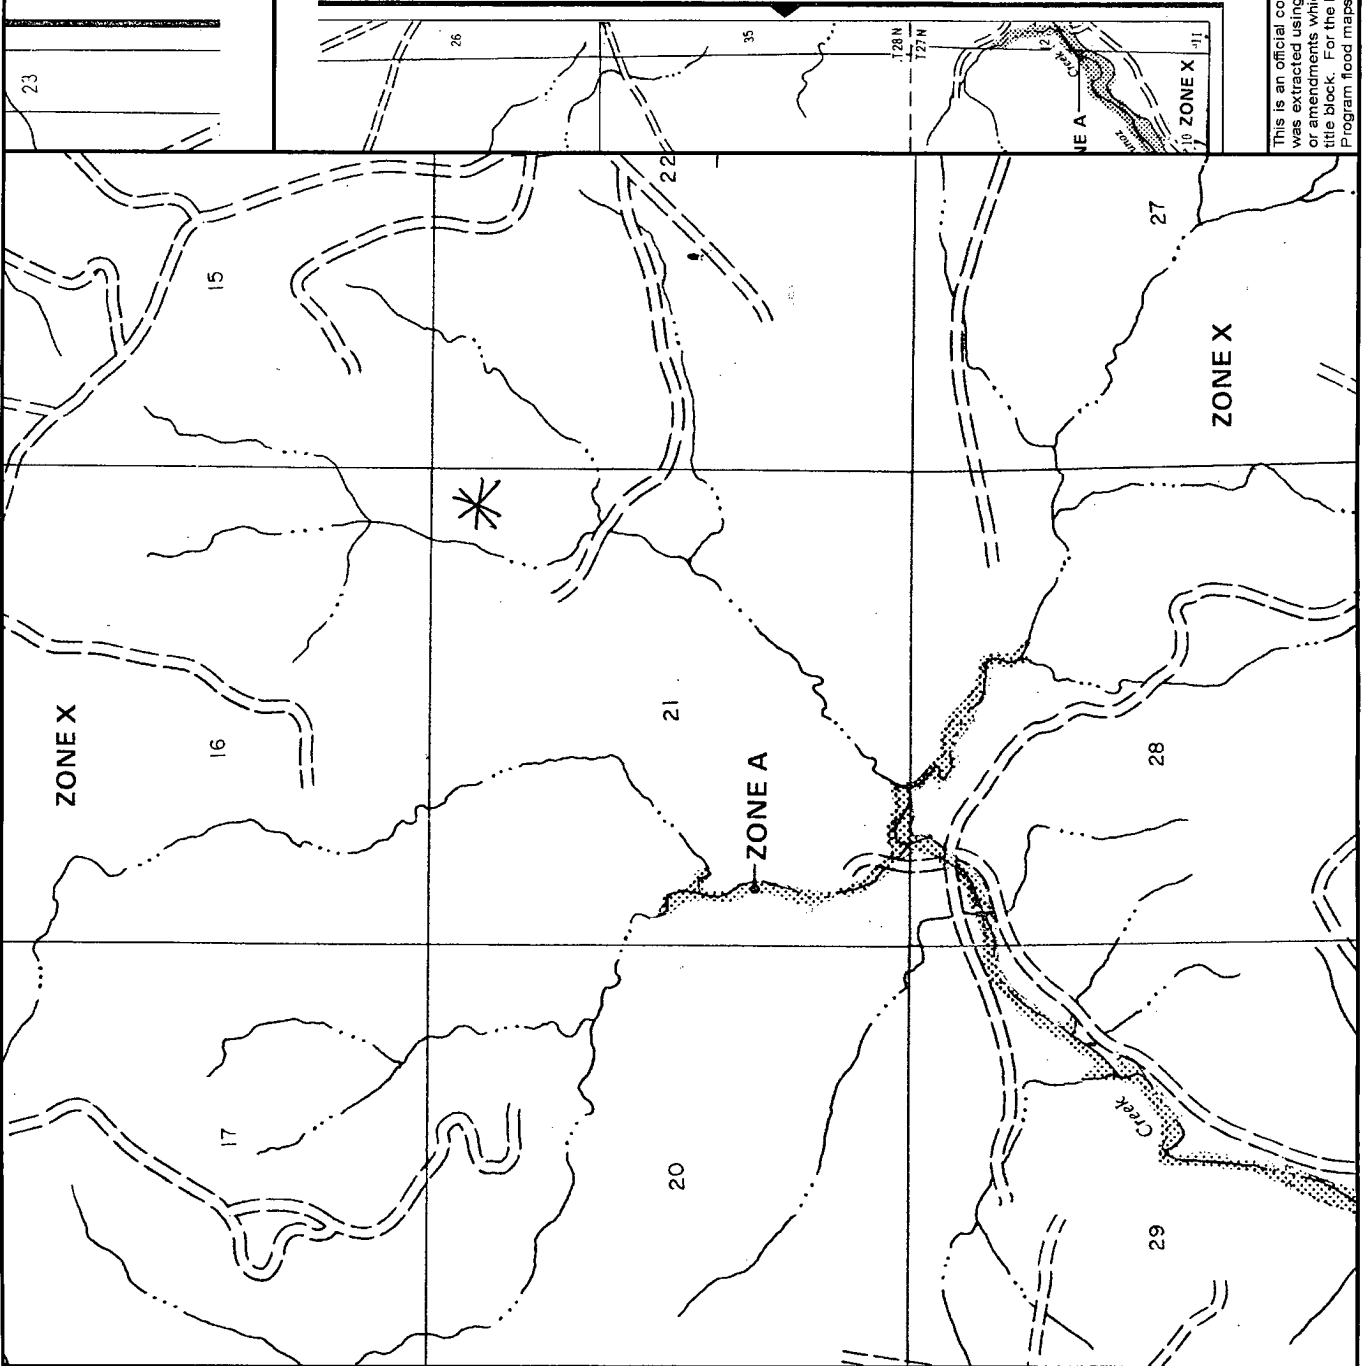 This is an official co
was extracted using
or amendments whi
title block. For the l
Program flood maps
23
26
35
T28 N
T27 N
12
11
Creek
NE A
ZONE X
10
22
27
15
ZONE X
21
16
ZONE X
ZONE A
28
17
20
Creek
29